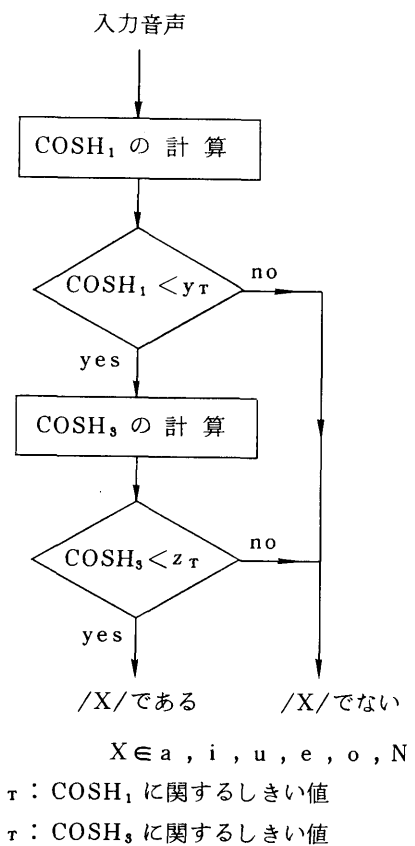 入力音声
COSH₁ の 計 算
COSH₁ <y_T
no
yes
COSH₃ の 計 算
COSH₃<z_T
no
yes
/X/である
/X/でない
X∈a , i , u , e , o , N
T : COSH₁ に関するしきい値
T : COSH₃ に関するしきい値